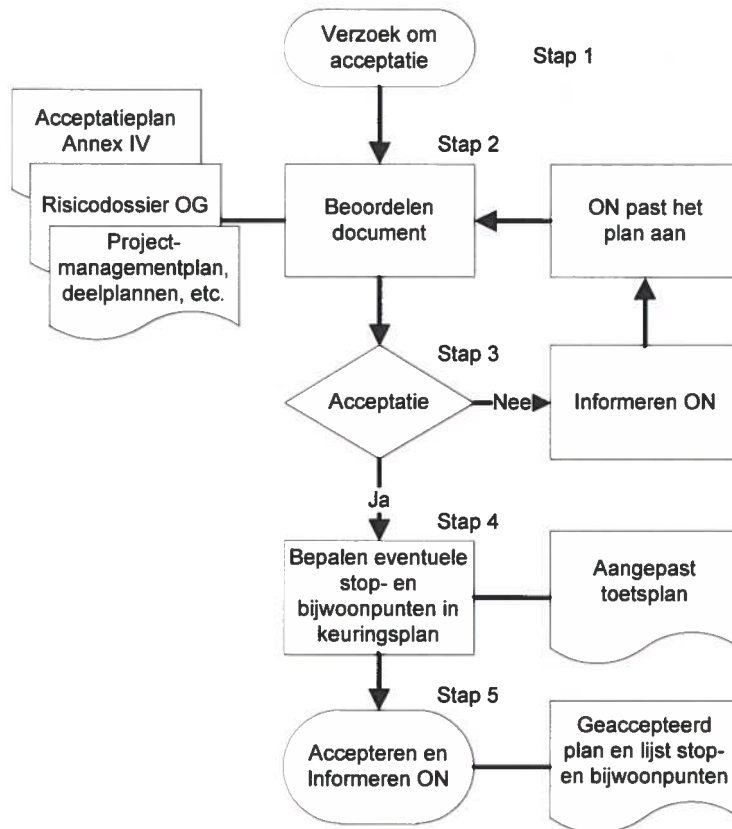 Verzoek om
acceptatie
Stap 1
Acceptatieplan
Annex IV
Stap 2
Risicodossier OG
Beoordelen
document
ON past het
plan aan
Project-
managementplan,
deelplannen, etc.
Stap 3
Acceptatie
Nee
Informeren ON
Ja
Stap 4
Bepalen eventuele
stop- en
bijwoonpunten in
keuringsplan
Aangepast
toetsplan
Stap 5
Accepteren en
Informeren ON
Geaccepteerd
plan en lijst stop-
en bijwoonpunten